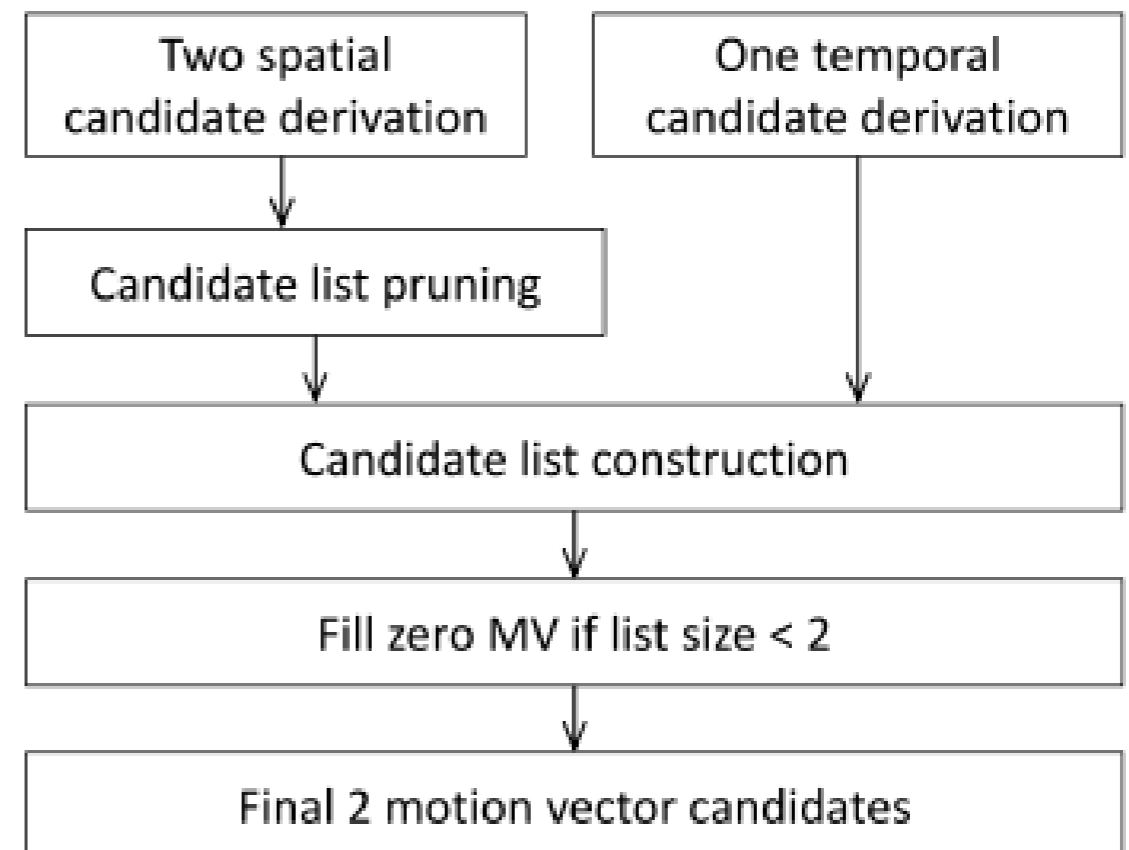 Two spatial
candidate derivation
One temporal
candidate derivation
Candidate list pruning
Candidate list construction
Fill zero MV if list size < 2
Final 2 motion vector candidates